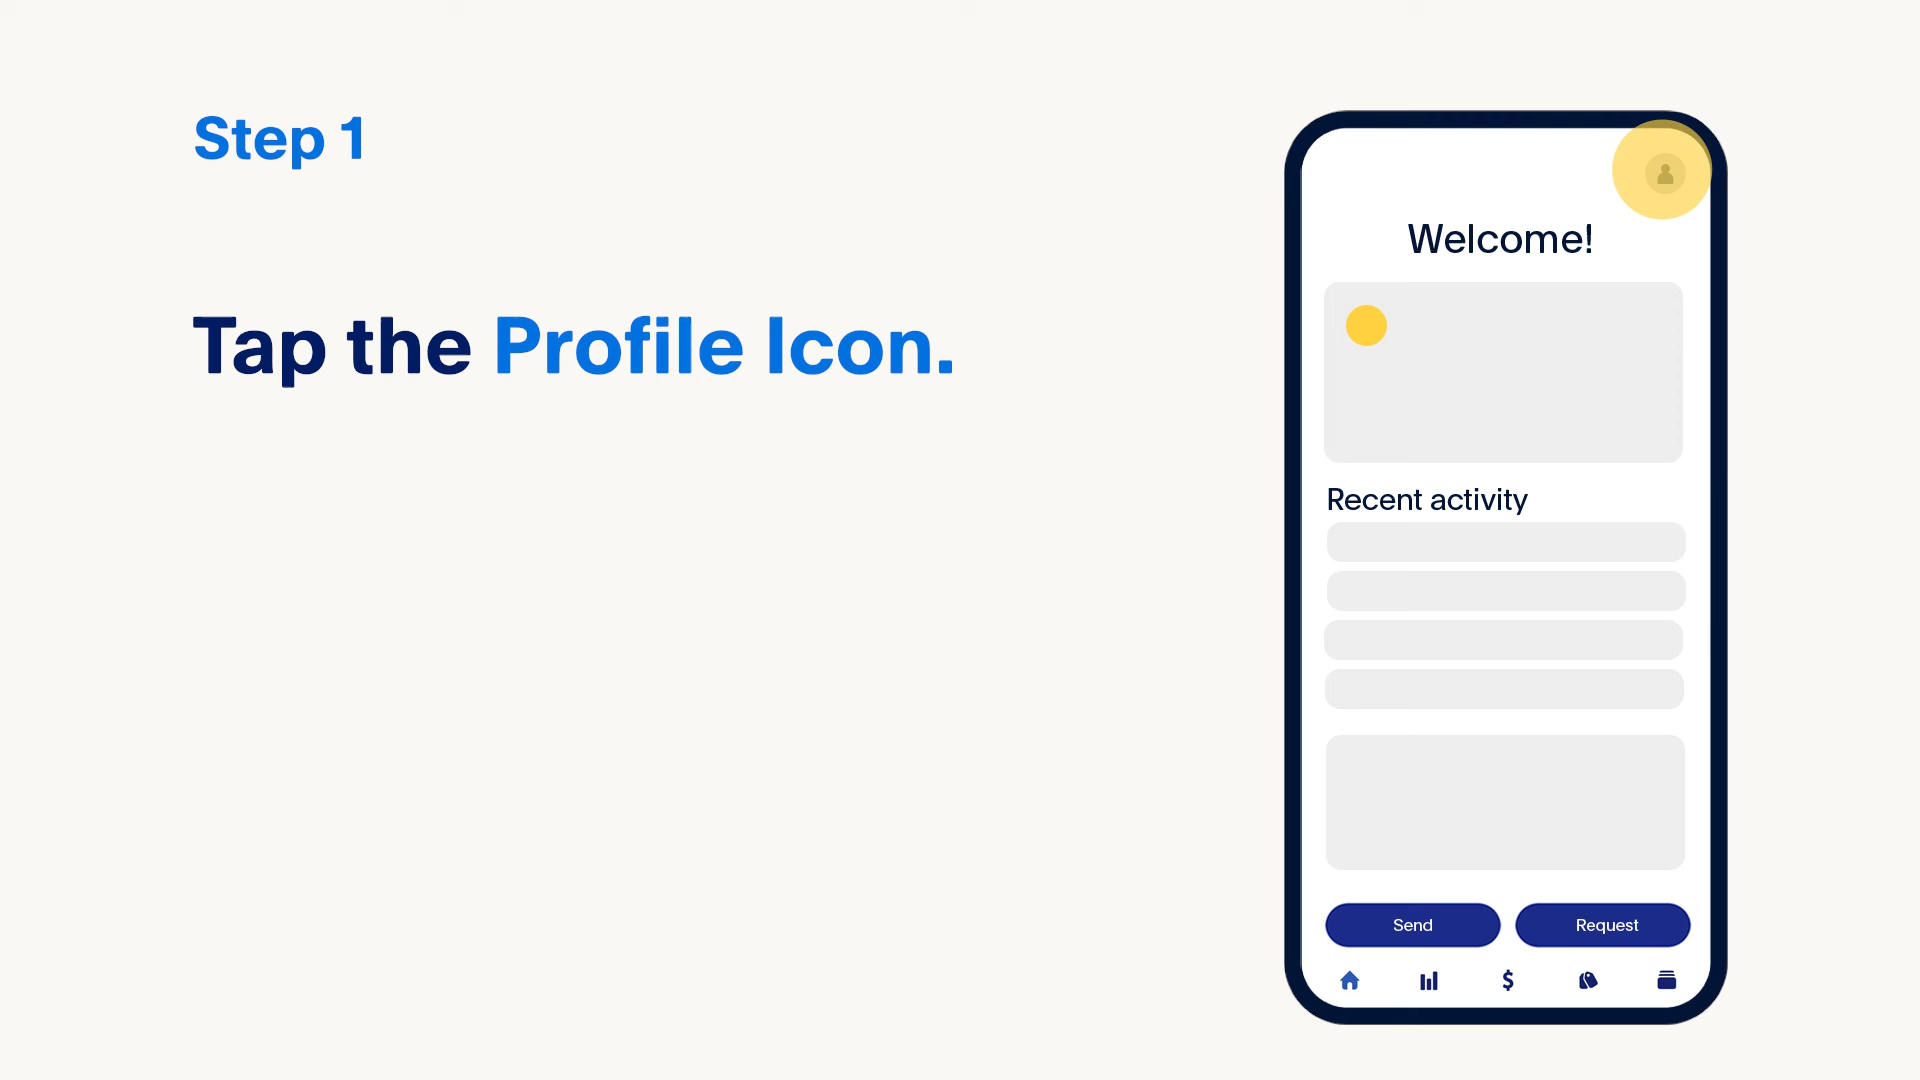 Step 1
Tap the Profile Icon.
Welcome!
Recent activity
Send
Request